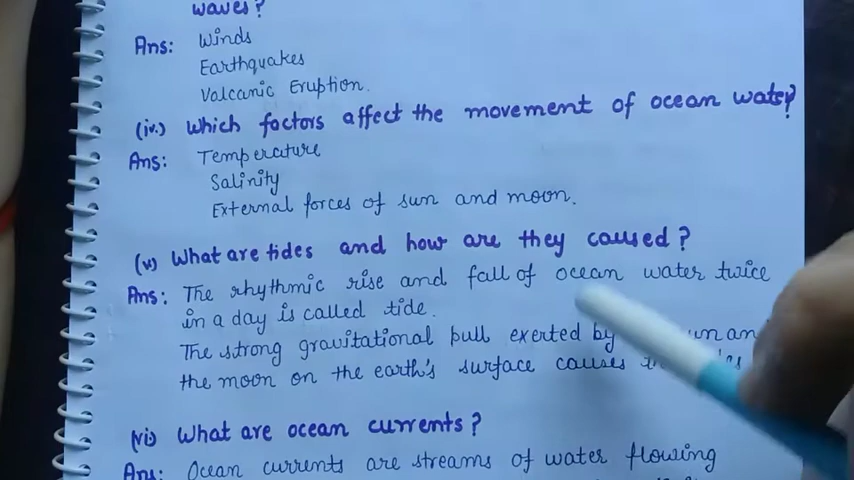 waves?
Ans: Winds
Earthquakes
Volcanic Eruption.
(iv.) Which factors affect the movement of ocean water?
Ans: Temperature
Salinity
External forces of sun and moon.
(v) What are tides and how are they caused?
Ans: The rhythmic rise and fall of ocean water twice
in a day is called tide.
The strong gravitational pull exerted by
the moon on the earth's surface causes
(vi) What are ocean currents?
Ans: Ocean currents are streams of water flowing